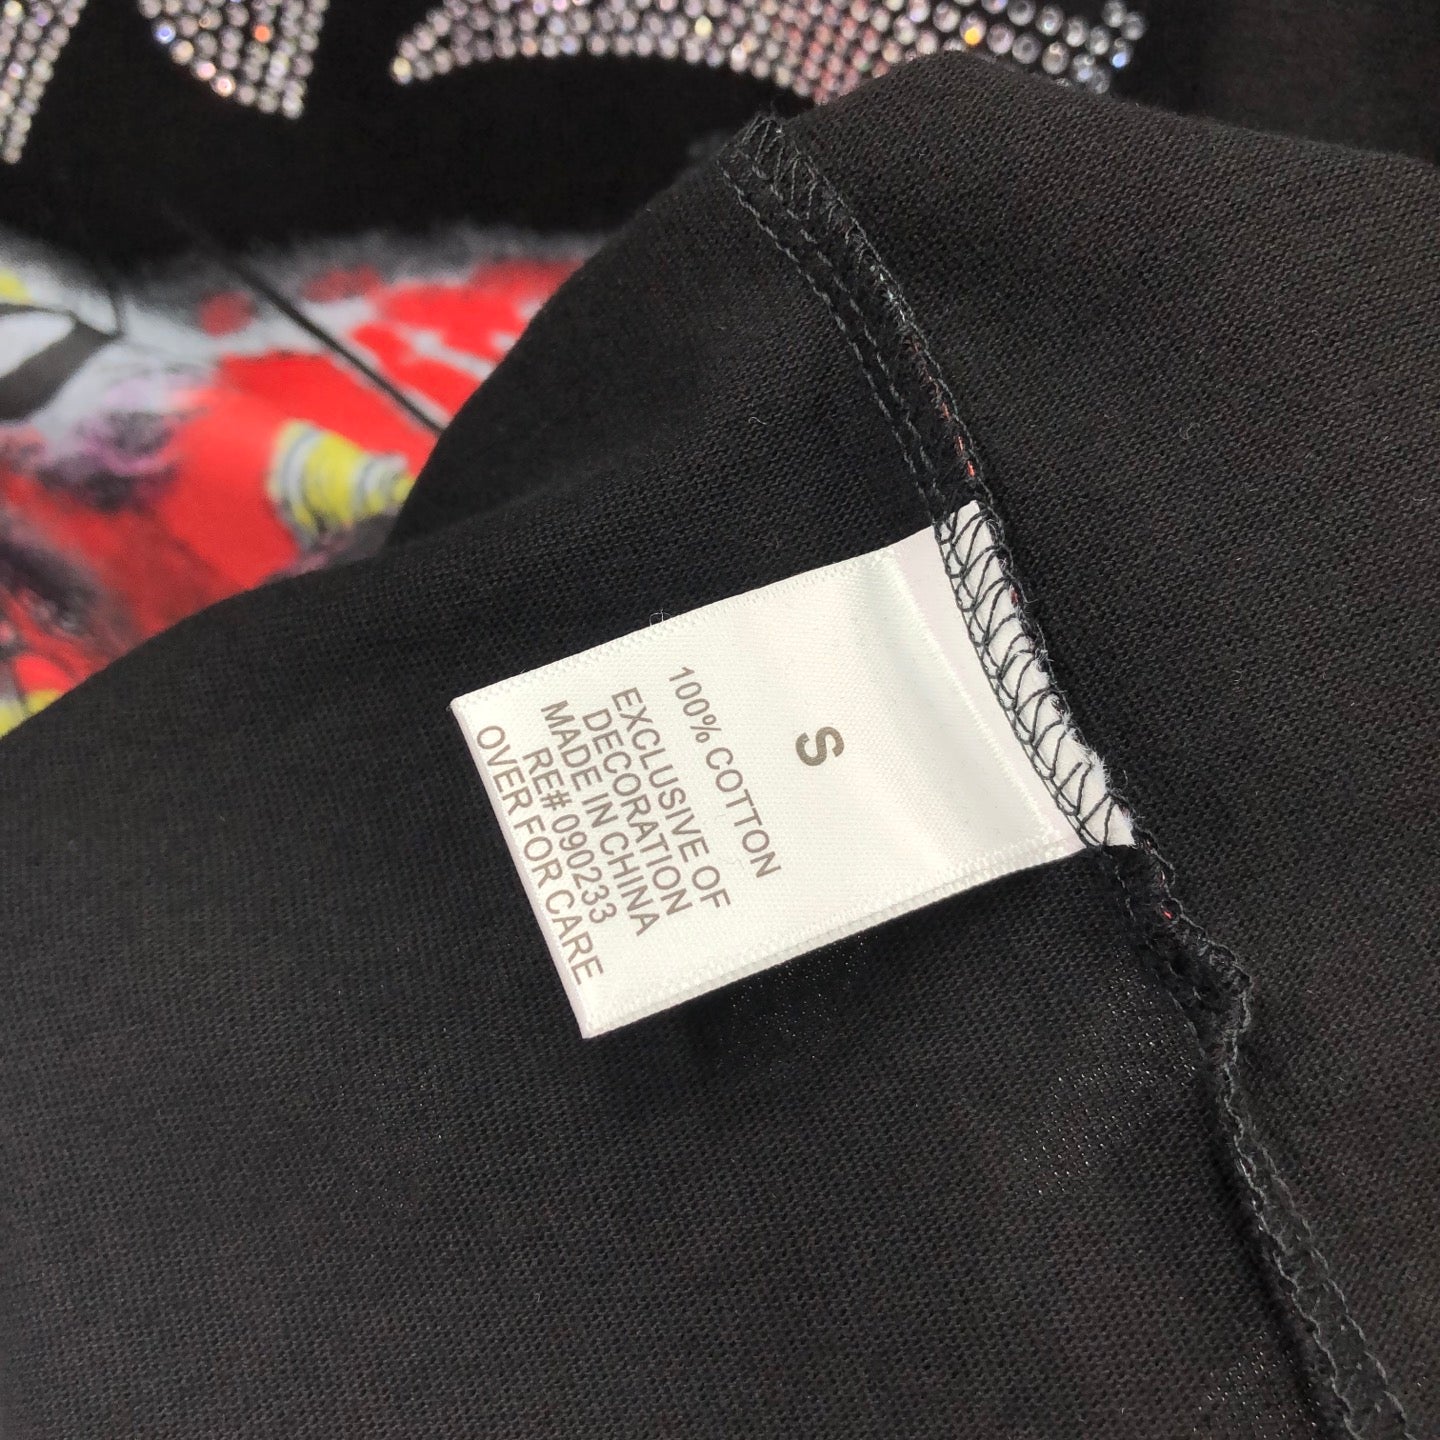 S
100% COTTON
EXCLUSIVE OF
DECORATION
MADE IN CHINA
RE# 090233
OVER FOR CARE